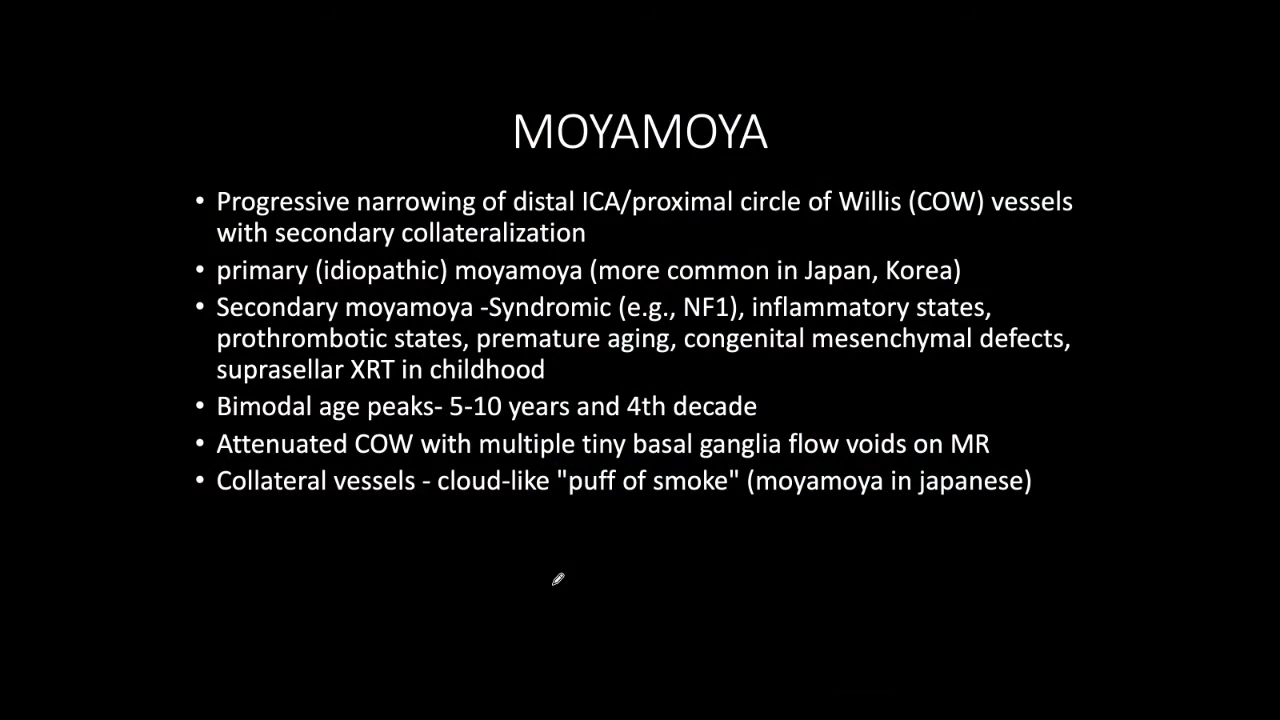 MOYAMOYA
• Progressive narrowing of distal ICA/proximal circle of Willis (COW) vessels
with secondary collateralization
• primary (idiopathic) moyamoya (more common in Japan, Korea)
• Secondary moyamoya -Syndromic (e.g., NF1), inflammatory states,
prothrombotic states, premature aging, congenital mesenchymal defects,
suprasellar XRT in childhood
• Bimodal age peaks- 5-10 years and 4th decade
• Attenuated COW with multiple tiny basal ganglia flow voids on MR
• Collateral vessels - cloud-like "puff of smoke" (moyamoya in japanese)